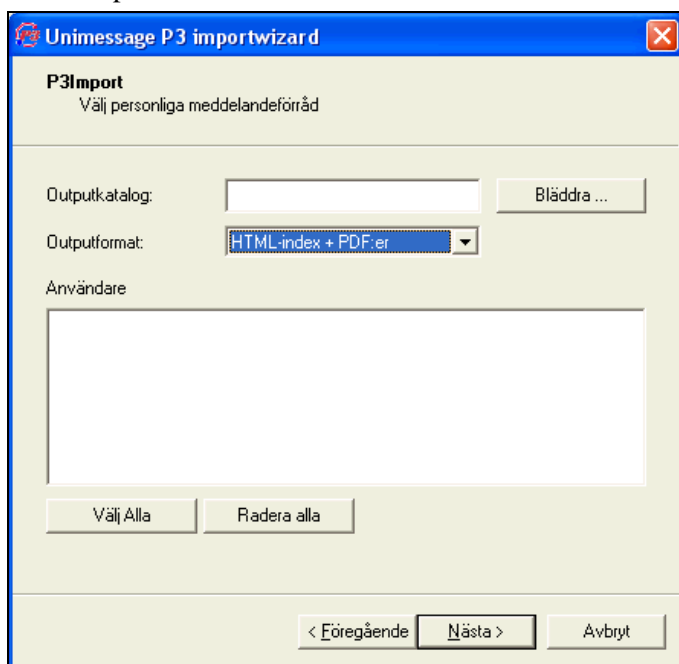 Unimessage P3 importwizard
P3Import
Välj personliga meddelandeförråd
Outputkatalog:
Bläddra ...
Outputformat:
HTML-index + PDF:er
Användare
Välj Alla
Radera alla
< Föregående
Nästa >
Avbryt